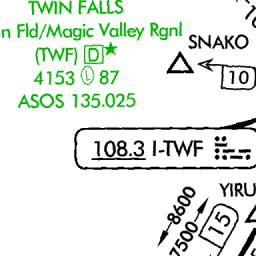 TWIN FALLS
n Fld/Magic Valley Rgnl
(TWF) D★
4153 Ⓛ 87
ASOS 135.025
SNAKO
10
108.3 I-TWF
YIRU
8600
7500
15